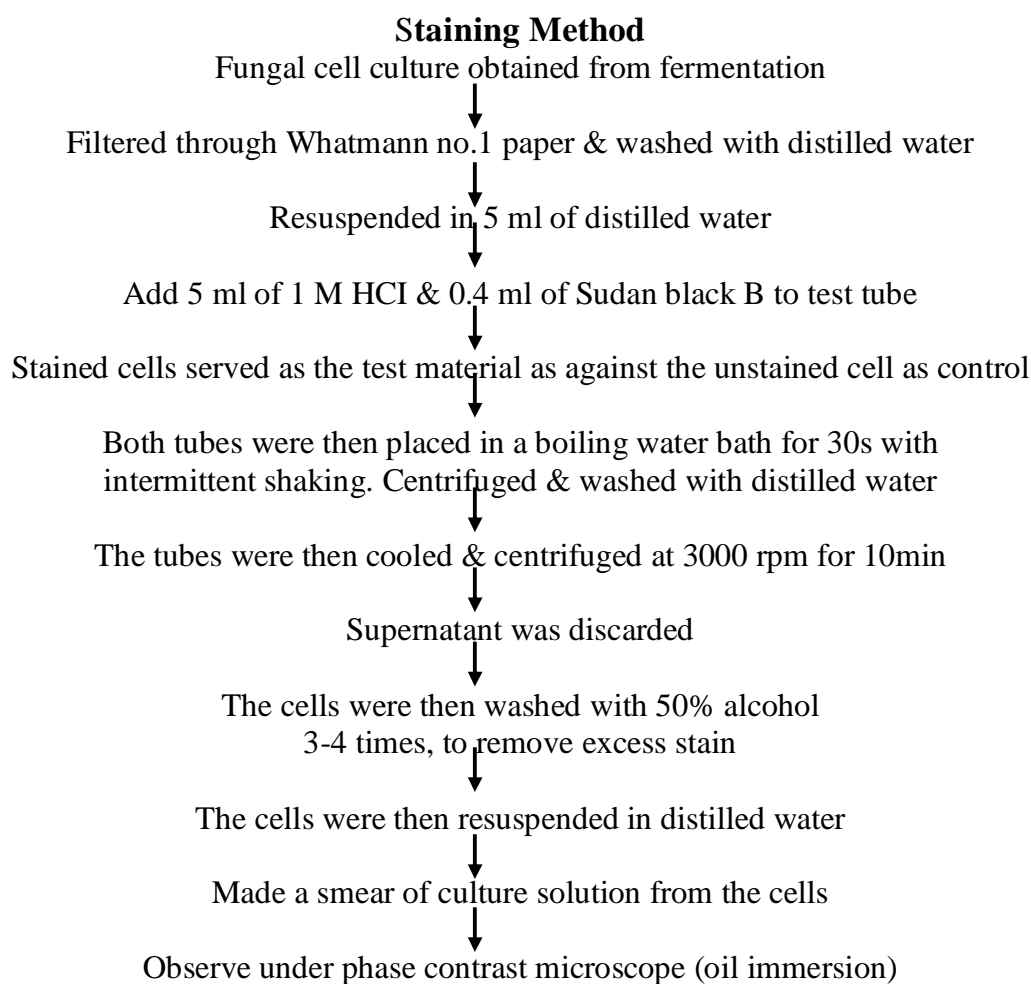 Staining Method
Fungal cell culture obtained from fermentation
Filtered through Whatmann no.1 paper & washed with distilled water
Resuspended in 5 ml of distilled water
Add 5 ml of 1 M HCI & 0.4 ml of Sudan black B to test tube
Stained cells served as the test material as against the unstained cell as control
Both tubes were then placed in a boiling water bath for 30s with
intermittent shaking. Centrifuged & washed with distilled water
The tubes were then cooled & centrifuged at 3000 rpm for 10min
Supernatant was discarded
The cells were then washed with 50% alcohol
3-4 times, to remove excess stain
The cells were then resuspended in distilled water
Made a smear of culture solution from the cells
Observe under phase contrast microscope (oil immersion)